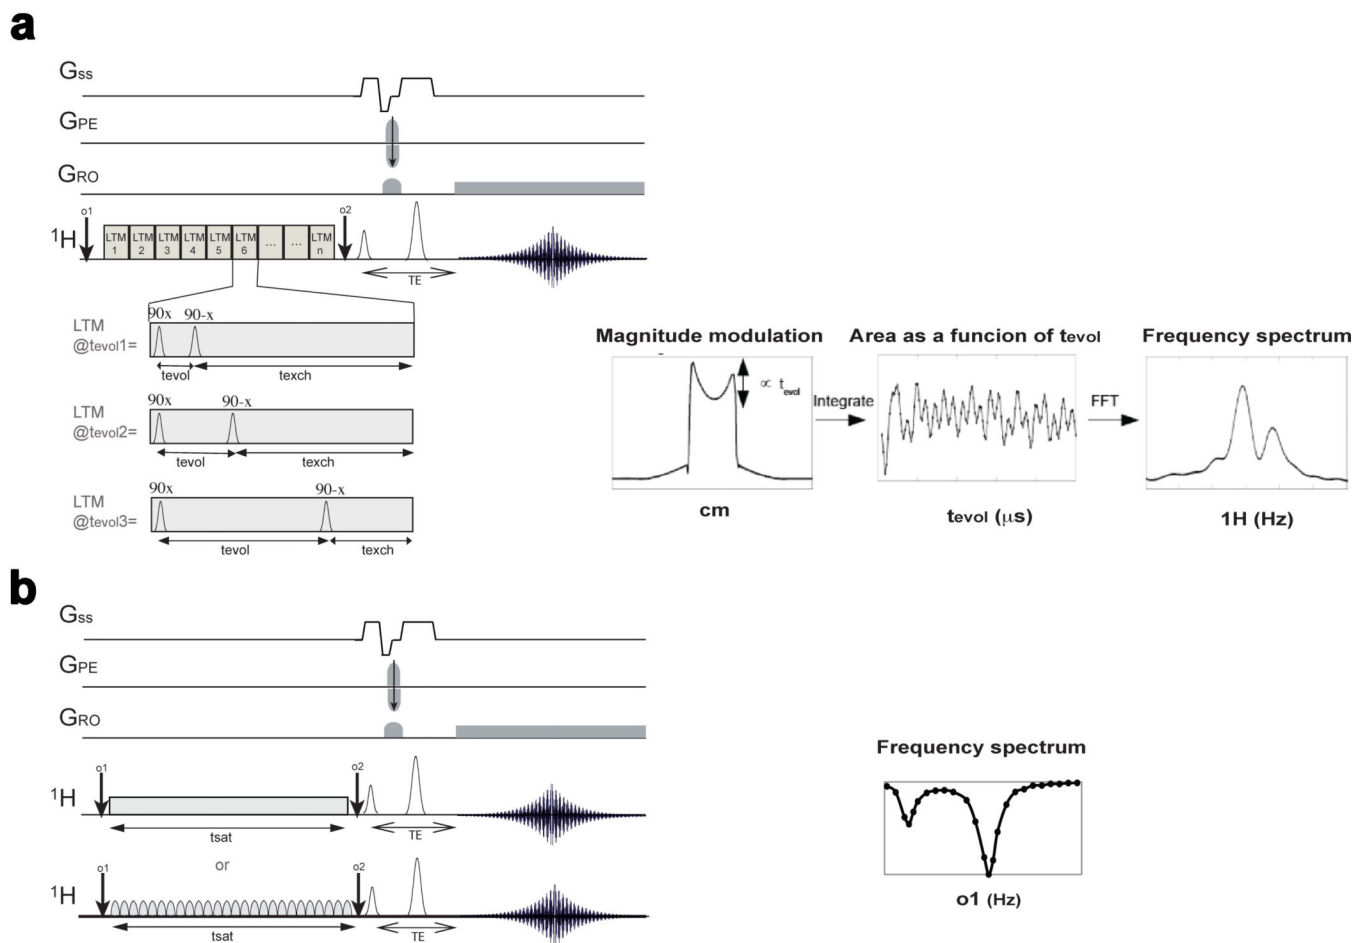 a
Gss
GPE
GRO
o1
o2
1H
LTM 1
LTM 2
LTM 3
LTM 4
LTM 5
LTM 6
...
...
LTM n
TE
90x 90-x
LTM
@tevol1=
tevol texch
90x 90-x
LTM
@tevol2=
tevol texch
90x 90-x
LTM
@tevol3=
tevol texch
Magnitude modulation
∝ tevol
cm
Integrate
Area as a funcion of tevol
tevol (μs)
FFT
Frequency spectrum
1H (Hz)
b
Gss
GPE
GRO
o1
o2
1H
tsat
TE
or
o1
o2
1H
tsat
TE
Frequency spectrum
o1 (Hz)